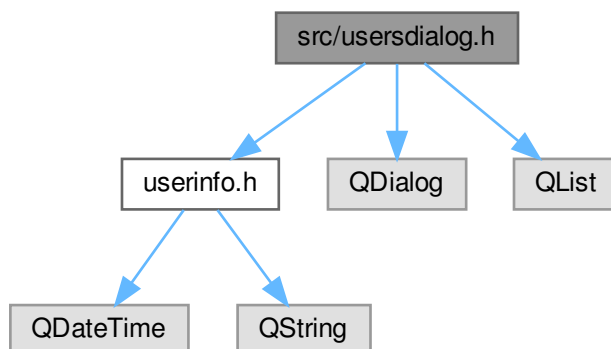 src/usersdialog.h
userinfo.h
QDialog
QList
QDateTime
QString